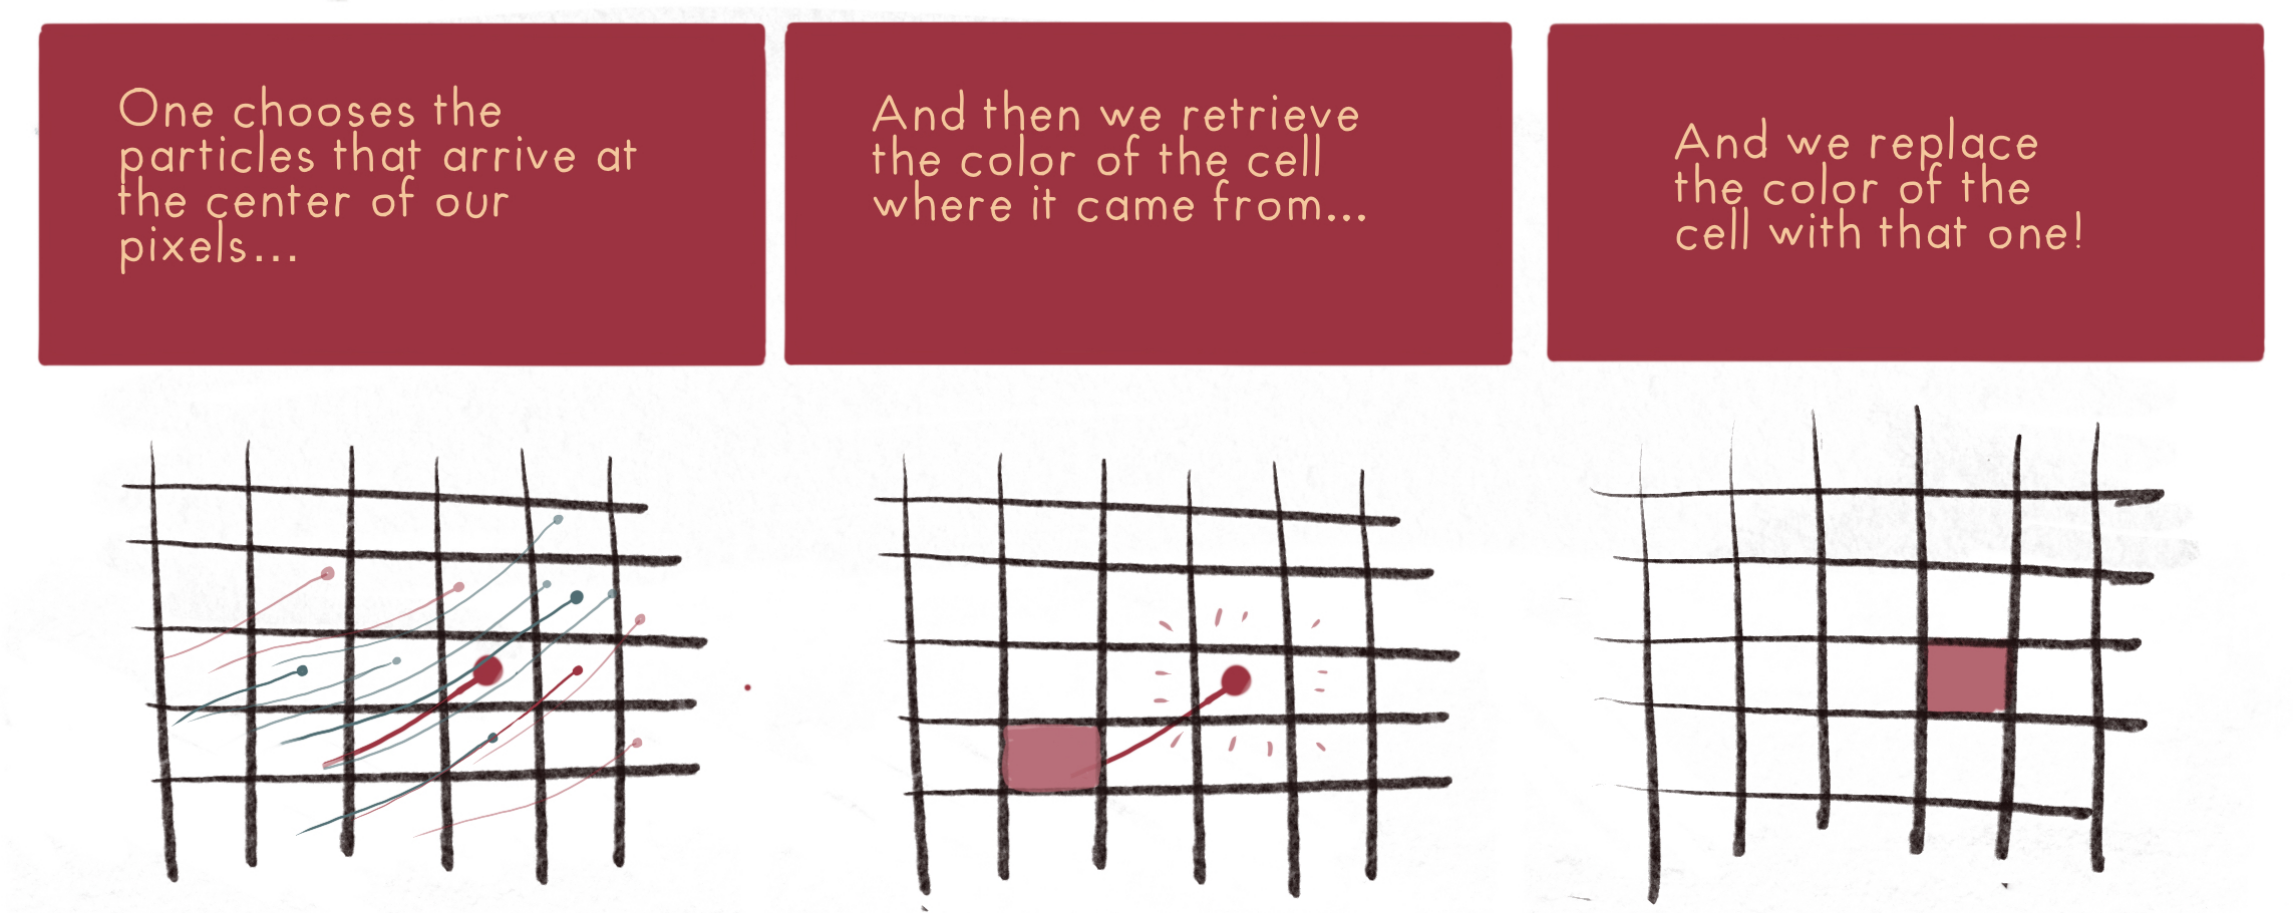 One chooses the
particles that arrive at
the center of our
pixels...
And then we retrieve
the color of the cell
where it came from...
And we replace
the color of the
cell with that one!